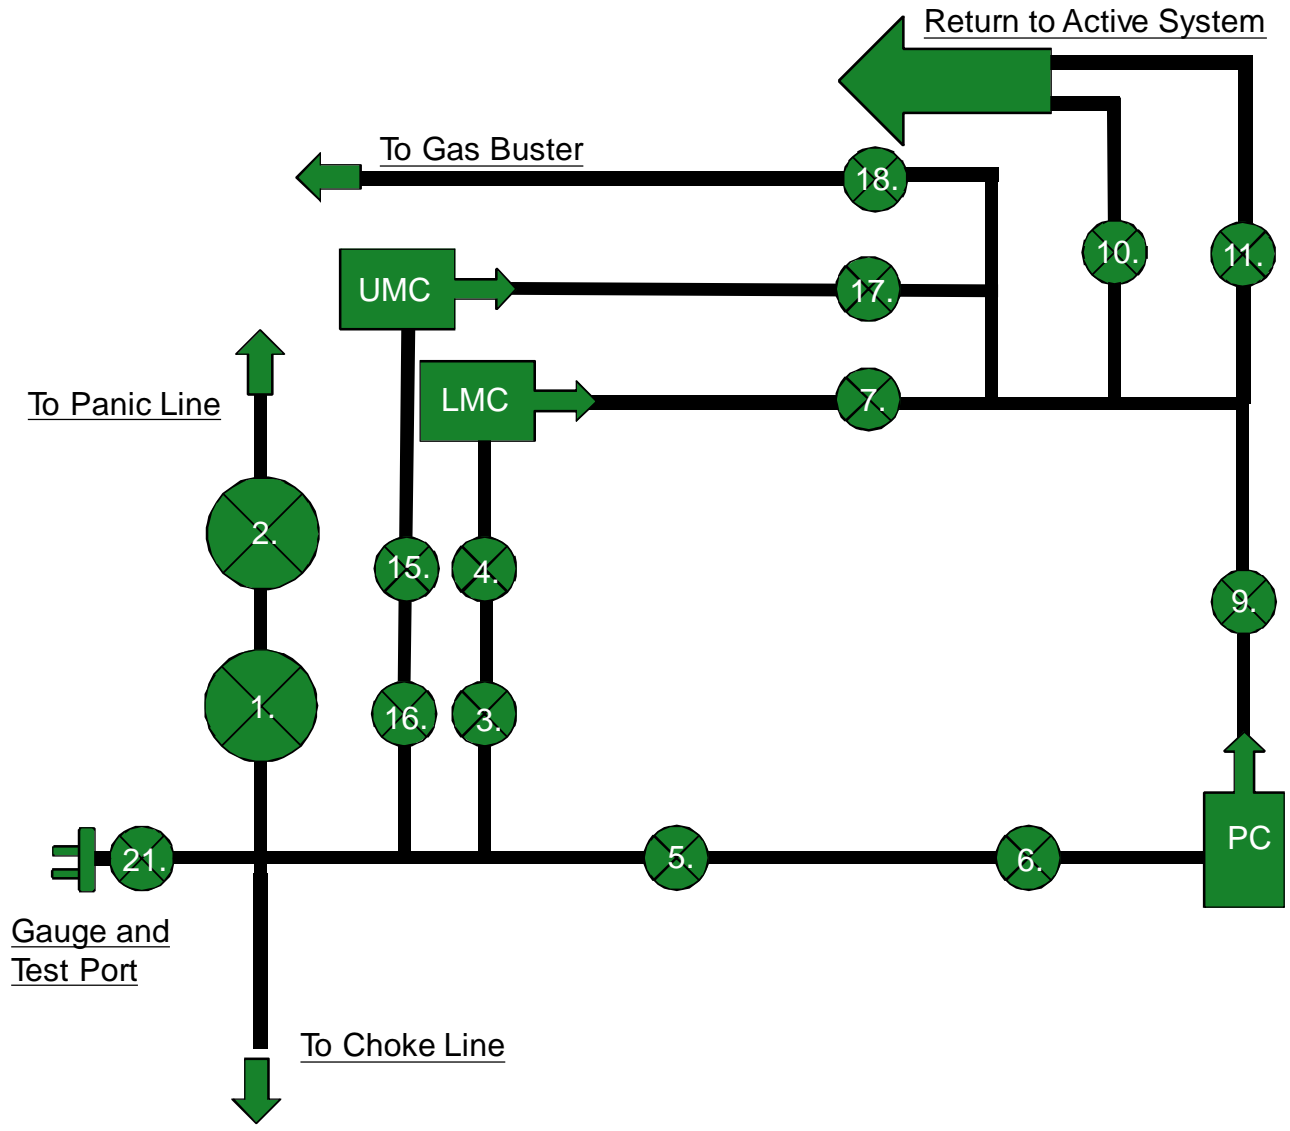 Return to Active System
To Gas Buster
18.
10.
11.
UMC
17.
To Panic Line
LMC
7.
2.
15.
4.
9.
1.
16.
3.
21.
5.
6.
PC
Gauge and
Test Port
To Choke Line